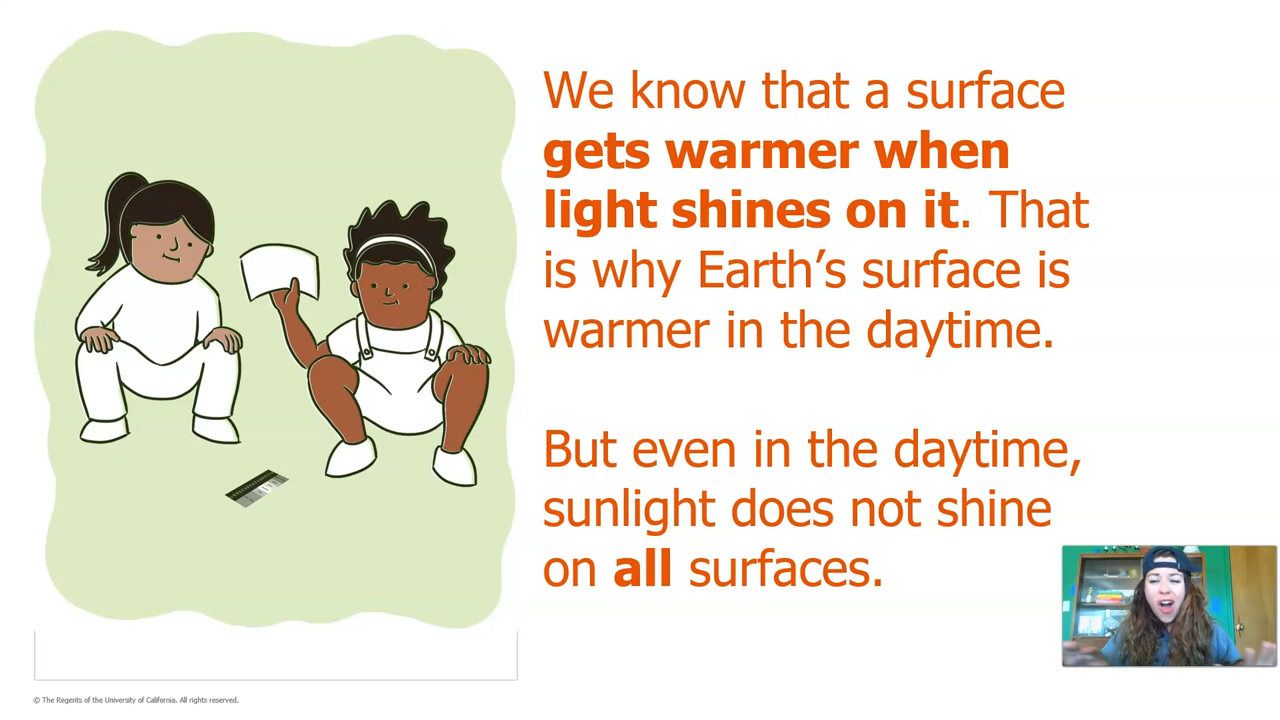 We know that a surface
gets warmer when
light shines on it. That
is why Earth’s surface is
warmer in the daytime.
But even in the daytime,
sunlight does not shine
on all surfaces.
© The Regents of the University of California. All rights reserved.